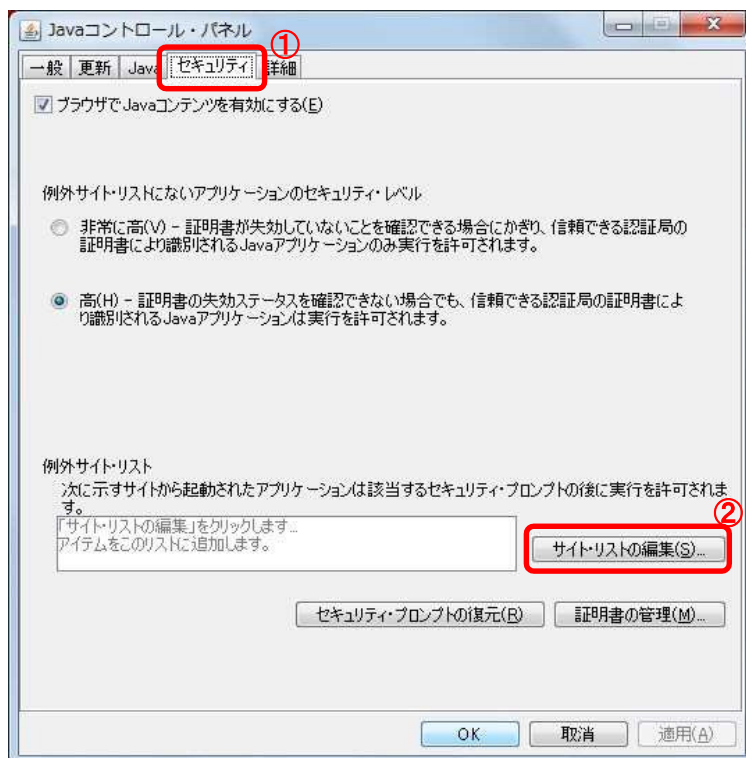 Javaコントロール・パネル
①
一般 更新 Java セキュリティ 詳細
ブラウザでJavaコンテンツを有効にする(E)
例外サイト・リストにないアプリケーションのセキュリティ・レベル
非常に高(V) - 証明書が失効していないことを確認できる場合にかぎり、信頼できる認証局の
証明書により識別されるJavaアプリケーションのみ実行を許可されます。
高(H) - 証明書の失効ステータスを確認できない場合でも、信頼できる認証局の証明書によ
り識別されるJavaアプリケーションは実行を許可されます。
例外サイト・リスト
次に示すサイトから起動されたアプリケーションは該当するセキュリティ・プロンプトの後に実行を許可されま
す。
②
「サイト・リストの編集」をクリックします...
アイテムをこのリストに追加します。
サイト・リストの編集(S)...
セキュリティ・プロンプトの復元(R) 証明書の管理(M)...
OK 取消 適用(A)